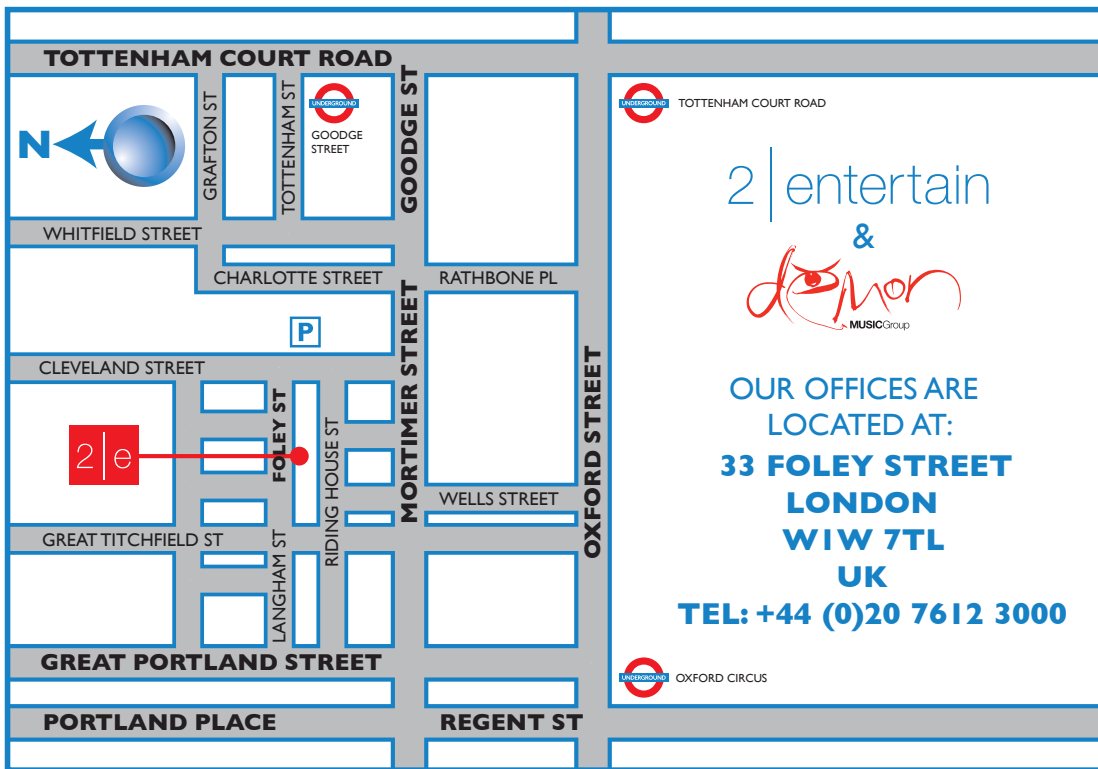 TOTTENHAM COURT ROAD
N
GRAFTON ST
TOTTENHAM ST
UNDERGROUND
GOODGE
STREET
GOODGE ST
UNDERGROUND
TOTTENHAM COURT ROAD
2 | entertain
&
demon
MUSICGroup
WHITFIELD STREET
CHARLOTTE STREET
RATHBONE PL
P
CLEVELAND STREET
MORTIMER STREET
OXFORD STREET
FOLEY ST
RIDING HOUSE ST
2|e
WELLS STREET
GREAT TITCHFIELD ST
LANGHAM ST
OUR OFFICES ARE
LOCATED AT:
33 FOLEY STREET
LONDON
W1W 7TL
UK
TEL: +44 (0)20 7612 3000
GREAT PORTLAND STREET
UNDERGROUND
OXFORD CIRCUS
PORTLAND PLACE
REGENT ST